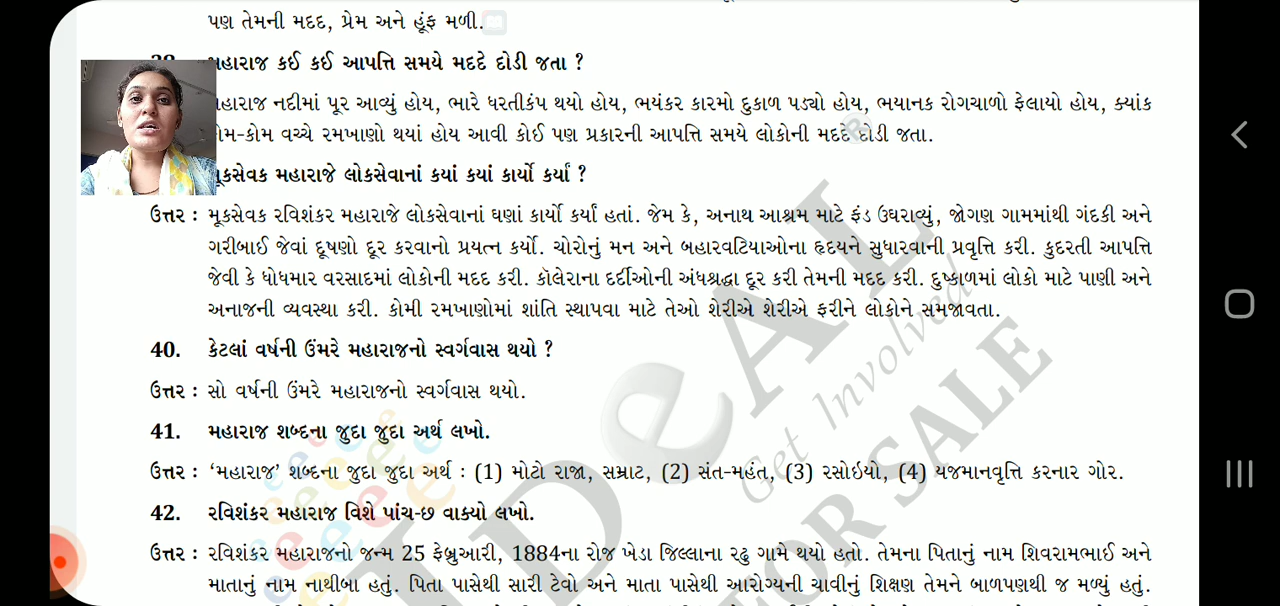 પણ તેમની મદદ, પ્રેમ અને હૂંફ મળી.
મહારાજ કઈ કઈ આપત્તિ સમયે મદદે દોડી જતા ?
મહારાજ નદીમાં પૂર આવ્યું હોય, ભારે ધરતીકંપ થયો હોય, ભયંકર કારમો દુકાળ પડ્યો હોય, ભયાનક રોગચાળો ફેલાયો હોય, ક્યાંક
કોમ-કોમ વચ્ચે રમખાણો થયાં હોય આવી કોઈ પણ પ્રકારની આપત્તિ સમયે લોકોની મદદે દોડી જતા.
મૂકસેવક મહારાજે લોકસેવાનાં કયાં કયાં કાર્યો કર્યાં ?
ઉત્તર : મૂકસેવક રવિશંકર મહારાજે લોકસેવાનાં ઘણાં કાર્યો કર્યાં હતાં. જેમ કે, અનાથ આશ્રમ માટે ફંડ ઉઘરાવ્યું, જોગણ ગામમાંથી ગંદકી અને
ગરીબાઈ જેવાં દૂષણો દૂર કરવાનો પ્રયત્ન કર્યો. ચોરોનું મન અને બહારવટિયાઓના હૃદયને સુધારવાની પ્રવૃત્તિ કરી. કુદરતી આપત્તિ
જેવી કે ધોધમાર વરસાદમાં લોકોની મદદ કરી. કૉલેરાના દર્દીઓની અંધશ્રદ્ધા દૂર કરી તેમની મદદ કરી. દુષ્કાળમાં લોકો માટે પાણી અને
અનાજની વ્યવસ્થા કરી. કોમી રમખાણોમાં શાંતિ સ્થાપવા માટે તેઓ શેરીએ શેરીએ ફરીને લોકોને સમજાવતા.
40. કેટલાં વર્ષની ઉંમરે મહારાજનો સ્વર્ગવાસ થયો ?
ઉત્તર : સો વર્ષની ઉંમરે મહારાજનો સ્વર્ગવાસ થયો.
41. મહારાજ શબ્દના જુદા જુદા અર્થ લખો.
ઉત્તર : ‘મહારાજ’ શબ્દના જુદા જુદા અર્થ : (1) મોટો રાજા, સમ્રાટ, (2) સંત-મહંત, (3) રસોઇયો, (4) યજમાનવૃત્તિ કરનાર ગોર.
42. રવિશંકર મહારાજ વિશે પાંચ-છ વાક્યો લખો.
ઉત્તર : રવિશંકર મહારાજનો જન્મ 25 ફેબ્રુઆરી, 1884ના રોજ ખેડા જિલ્લાના રઢુ ગામે થયો હતો. તેમના પિતાનું નામ શિવરામભાઈ અને
માતાનું નામ નાથીબા હતું. પિતા પાસેથી સારી ટેવો અને માતા પાસેથી આરોગ્યની ચાવીનું શિક્ષણ તેમને બાળપણથી જ મળ્યું હતું.
IDeAL
Get Involved
FOR SALE